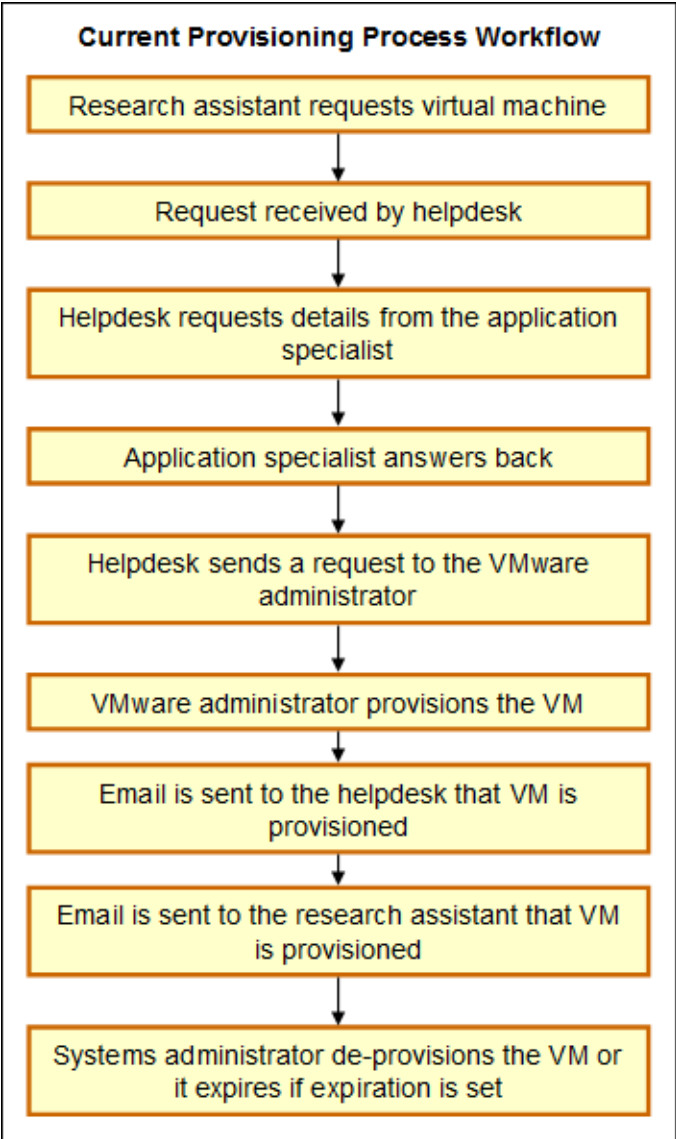 Current Provisioning Process Workflow
Research assistant requests virtual machine
Request received by helpdesk
Helpdesk requests details from the application
specialist
Application specialist answers back
Helpdesk sends a request to the VMware
administrator
VMware administrator provisions the VM
Email is sent to the helpdesk that VM is
provisioned
Email is sent to the research assistant that VM
is provisioned
Systems administrator de-provisions the VM or
it expires if expiration is set